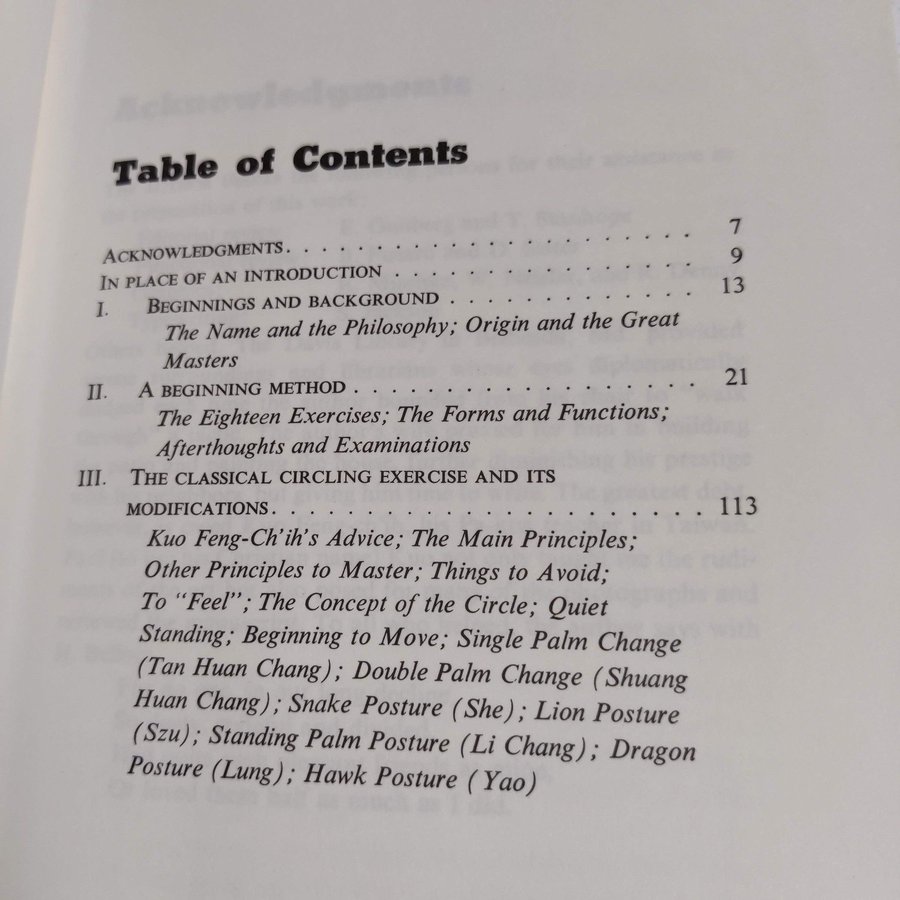 Table of Contents
ACKNOWLEDGMENTS. . . . . . . . . . . . . . . . . . . . . . . 7
IN PLACE OF AN INTRODUCTION . . . . . . . . . . . . . . . . . 9
I. BEGINNINGS AND BACKGROUND . . . . . . . . . . . . . 13
The Name and the Philosophy; Origin and the Great
Masters
II. A BEGINNING METHOD . . . . . . . . . . . . . . . . . . . 21
The Eighteen Exercises; The Forms and Functions;
Afterthoughts and Examinations
III. THE CLASSICAL CIRCLING EXERCISE AND ITS
MODIFICATIONS. . . . . . . . . . . . . . . . . . . . . . . . 113
Kuo Feng-Ch'ih's Advice; The Main Principles;
Other Principles to Master; Things to Avoid;
To "Feel"; The Concept of the Circle; Quiet
Standing; Beginning to Move; Single Palm Change
(Tan Huan Chang); Double Palm Change (Shuang
Huan Chang); Snake Posture (She); Lion Posture
(Szu); Standing Palm Posture (Li Chang); Dragon
Posture (Lung); Hawk Posture (Yao)